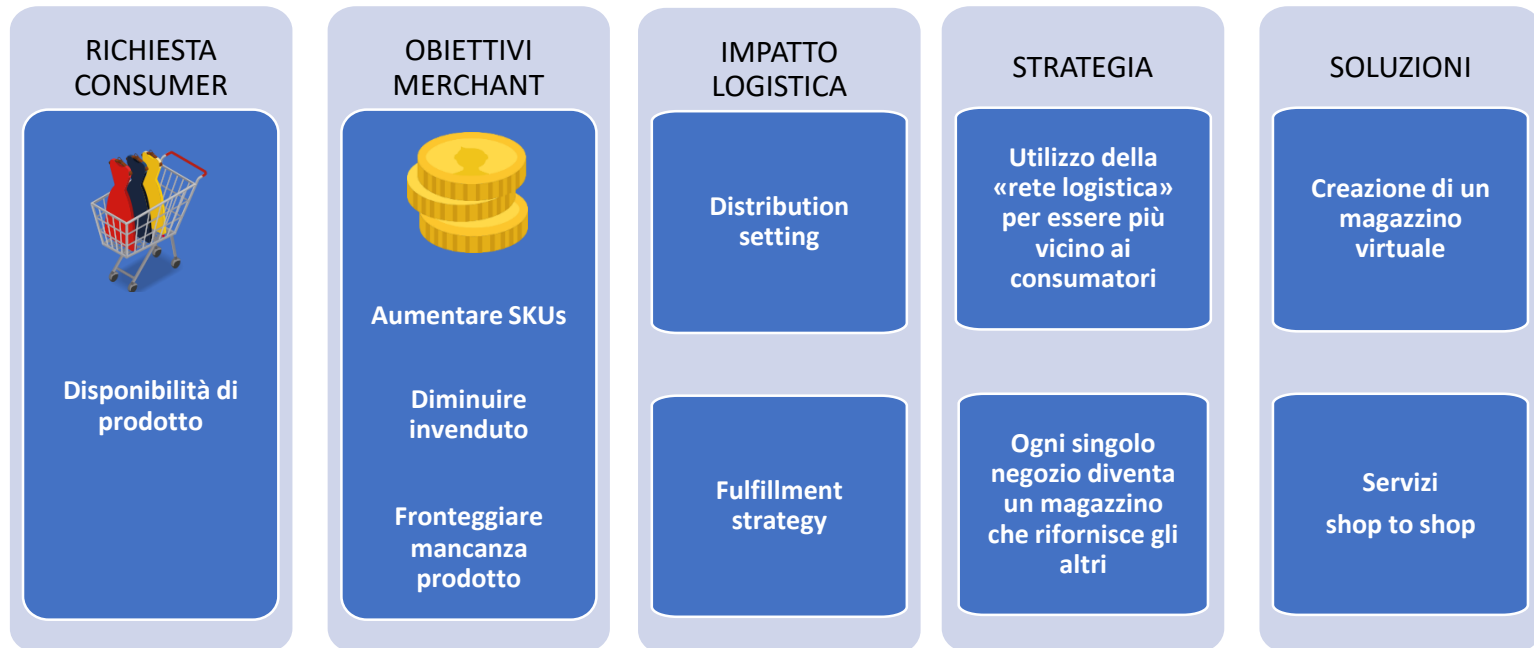 RICHIESTA
CONSUMER
Disponibilità di
prodotto
OBIETTIVI
MERCHANT
Aumentare SKUs
Diminuire
invenduto
Fronteggiare
mancanza
prodotto
IMPATTO
LOGISTICA
Distribution
setting
Fulfillment
strategy
STRATEGIA
Utilizzo della
«rete logistica»
per essere più
vicino ai
consumatori
Ogni singolo
negozio diventa
un magazzino
che rifornisce gli
altri
SOLUZIONI
Creazione di un
magazzino
virtuale
Servizi
shop to shop